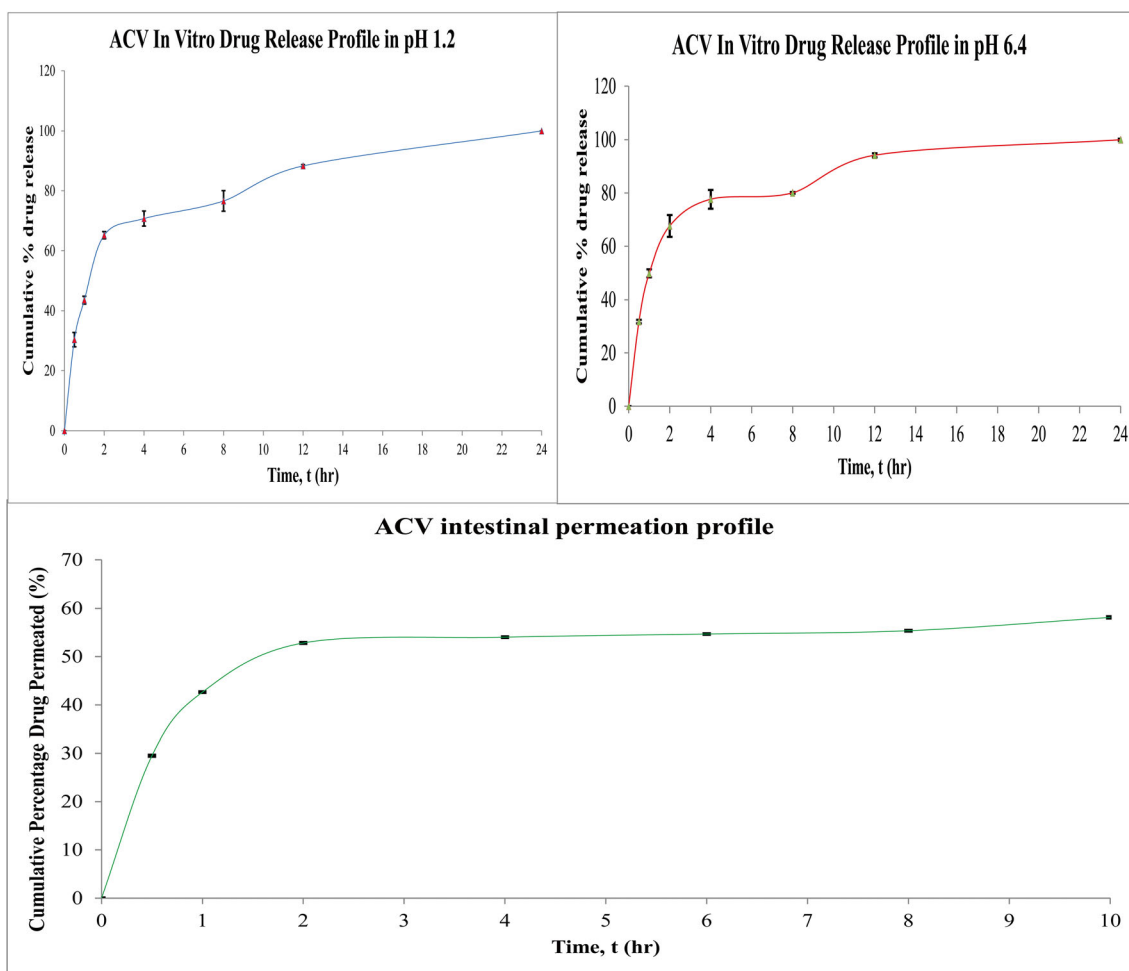 ACV In Vitro Drug Release Profile in pH 1.2
Cumulative % drug release
120
100
80
60
40
20
0
0 2 4 6 8 10 12 14 16 18 20 22 24
Time, t (hr)
ACV In Vitro Drug Release Profile in pH 6.4
Cumulative % drug release
120
100
80
60
40
20
0
0 2 4 6 8 10 12 14 16 18 20 22 24
Time, t (hr)
ACV intestinal permeation profile
Cumulative Percentage Drug Permeated (%)
70
60
50
40
30
20
10
0
0 1 2 3 4 5 6 7 8 9 10
Time, t (hr)